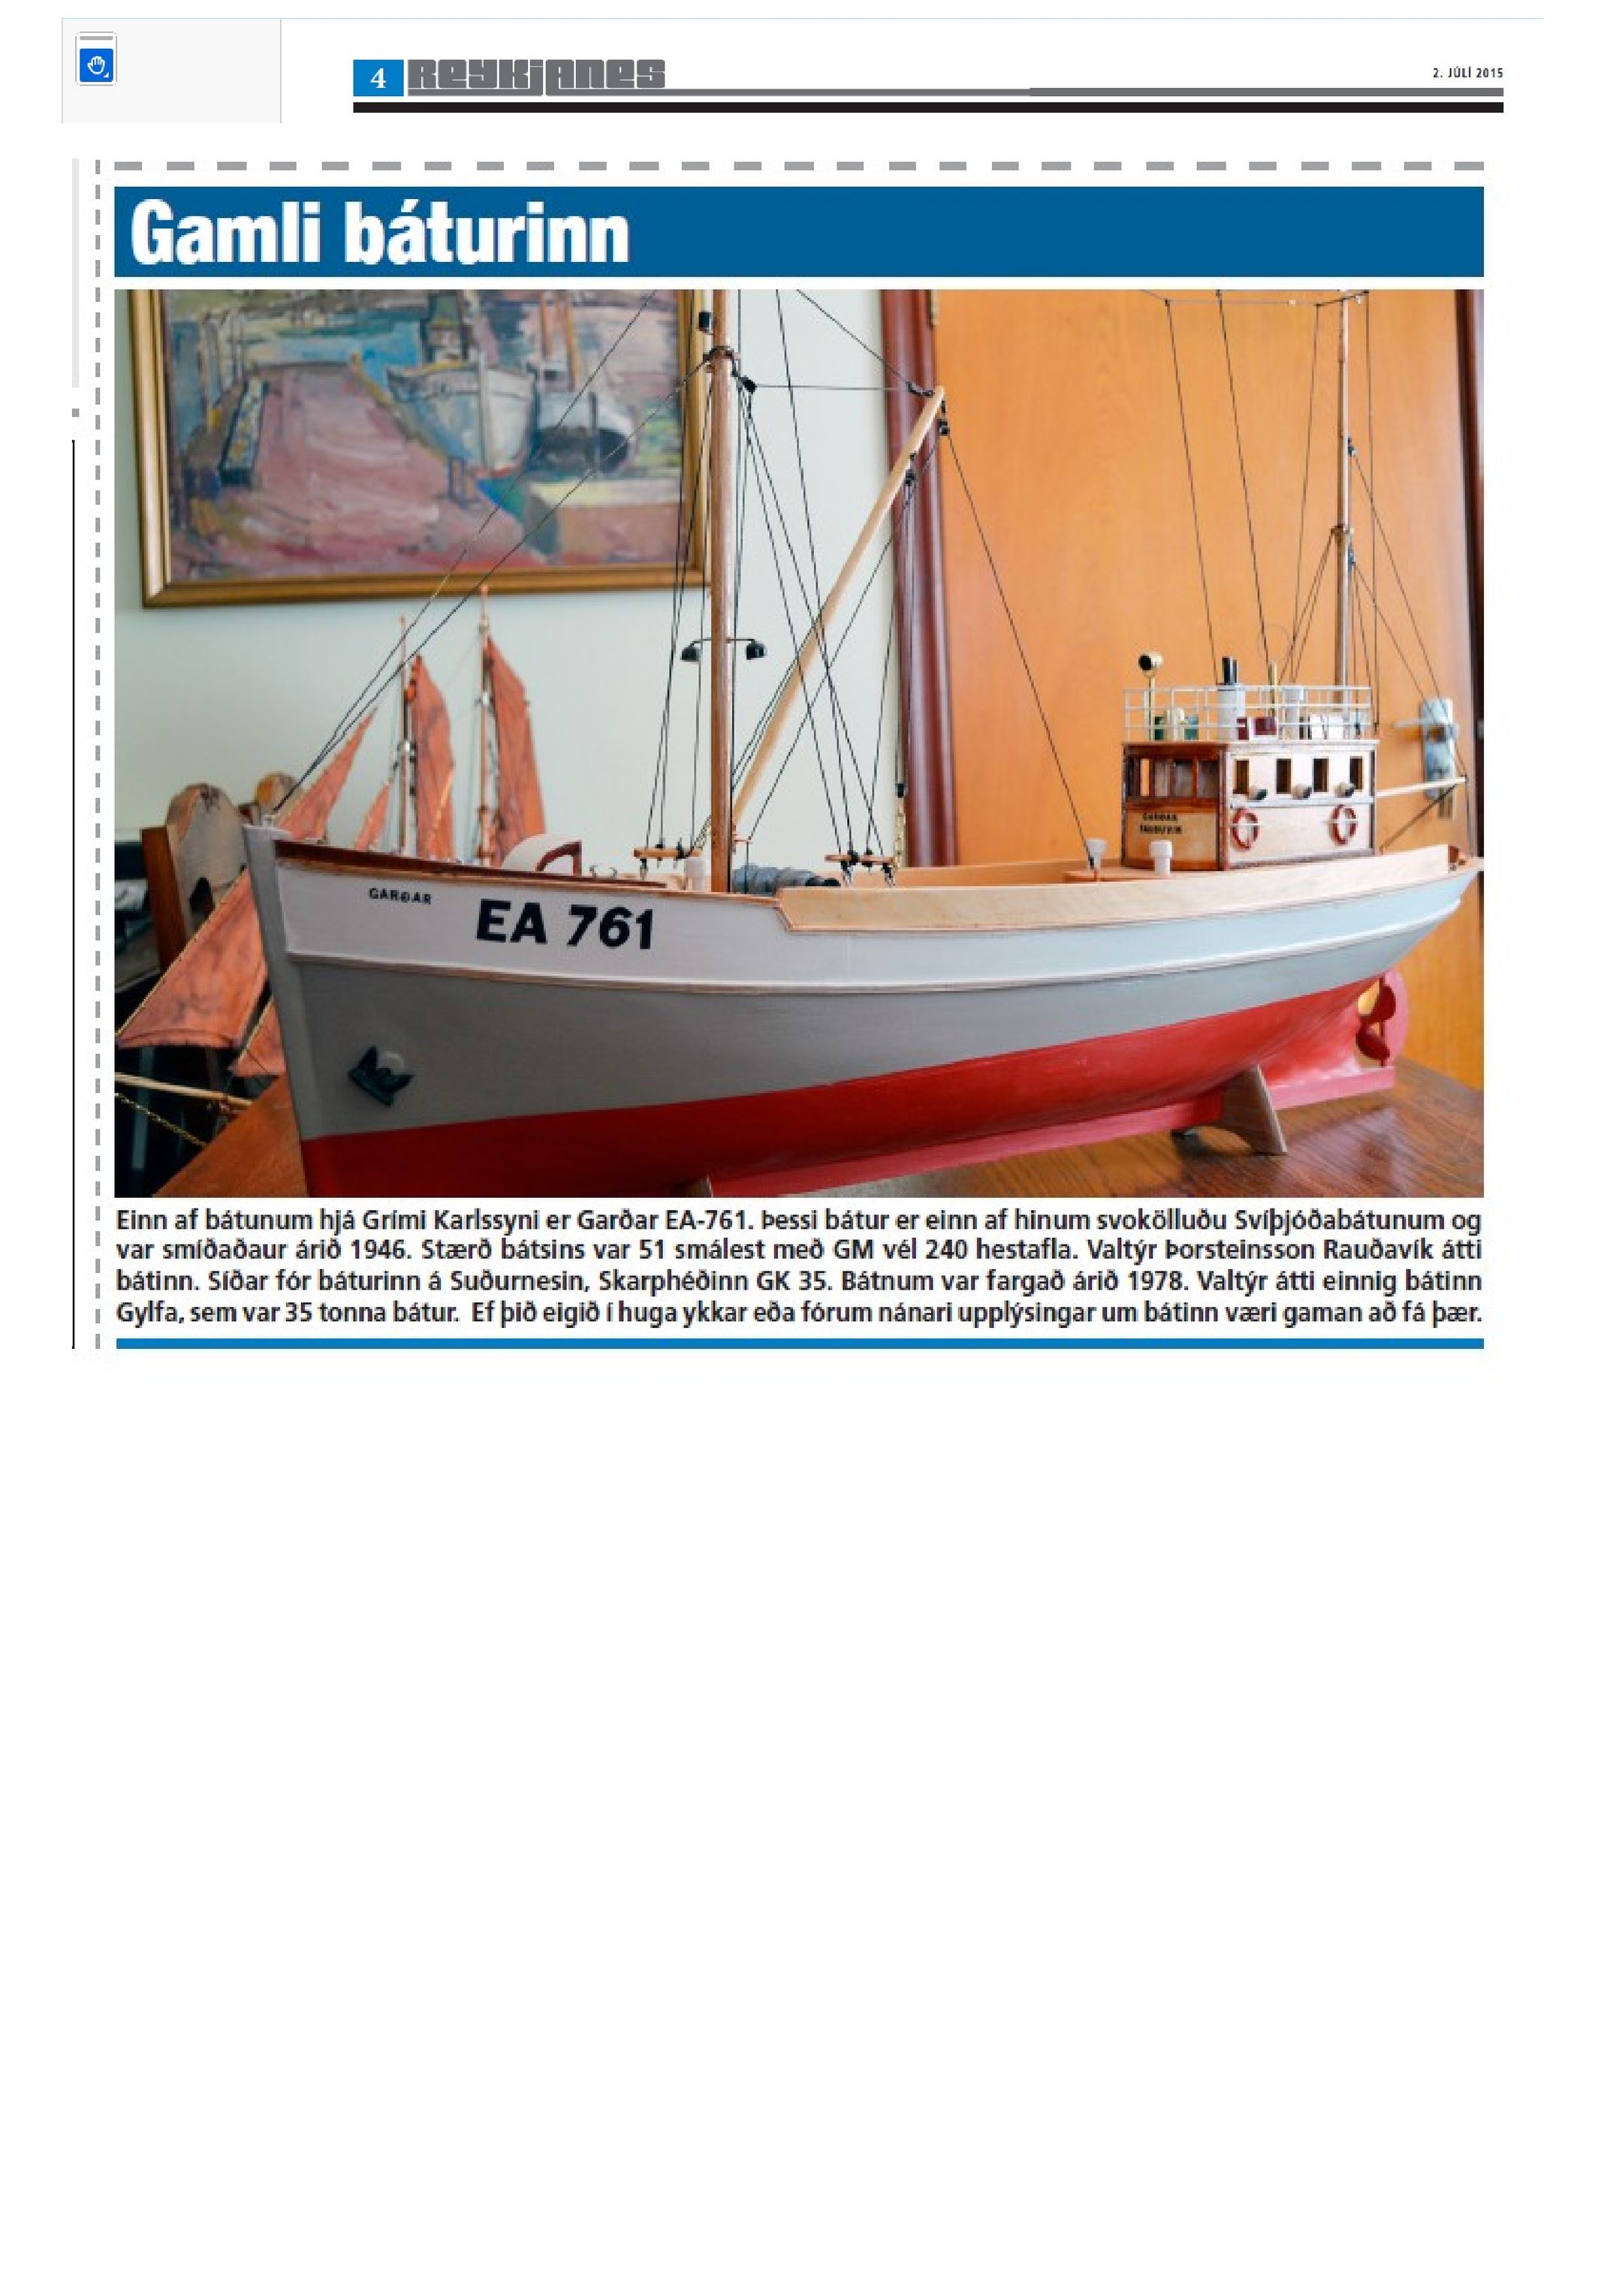 4 Reykjanes
2. JÚLÍ 2015
Gamli báturinn
GARÐAR
EA 761
GARÐAR
RAUÐUVÍK
Einn af bátunum hjá Grími Karlssyni er Garðar EA-761. Þessi bátur er einn af hinum svokölluðu Svíþjóðabátunum og
var smíðaðaur árið 1946. Stærð bátsins var 51 smálest með GM vél 240 hestafla. Valtýr Þorsteinsson Rauðavík átti
bátinn. Síðar fór báturinn á Suðurnesin, Skarphéðinn GK 35. Bátnum var fargað árið 1978. Valtýr átti einnig bátinn
Gylfa, sem var 35 tonna bátur. Ef þið eigið í huga ykkar eða fórum nánari upplýsingar um bátinn væri gaman að fá þær.